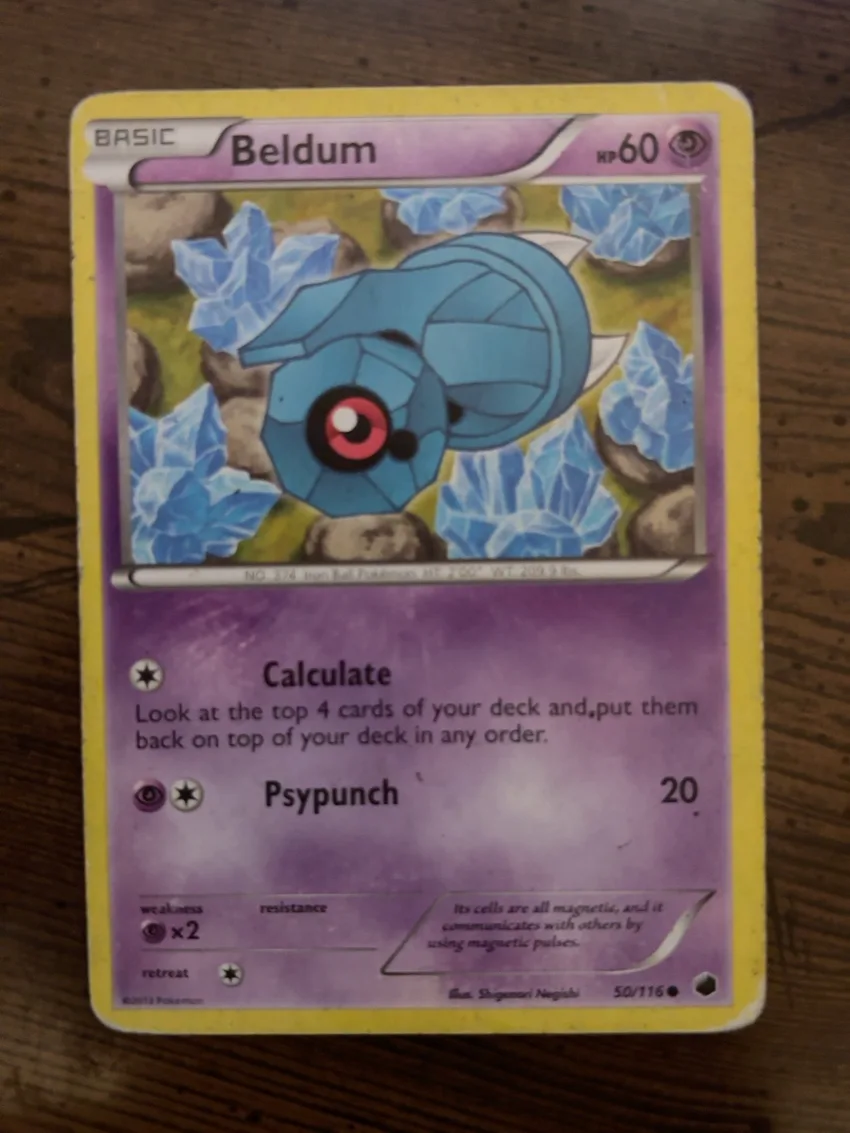 BASIC
Beldum
HP60
NO. 374 Iron Ball Pokémon HT: 2'00" WT: 209.9 lbs.
Calculate
Look at the top 4 cards of your deck and put them
back on top of your deck in any order.
Psypunch 20
weakness resistance
×2
retreat
Its cells are all magnetic, and it
communicates with others by
using magnetic pulses.
©2013 Pokémon
Illus. Shigenori Negishi
50/116